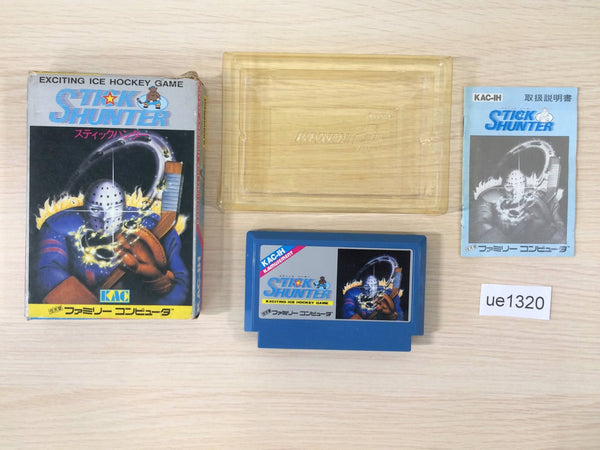 EXCITING ICE HOCKEY GAME
STICK
HUNTER
スティックハンター
KAC
ファミリー コンピュータ
KAC-IH
KAC-IH
STICK
HUNTER
EXCITING ICE HOCKEY GAME
ファミリー コンピュータ
KAC-IH 取扱説明書
STICK
HUNTER
ファミリー コンピュータ
ue1320